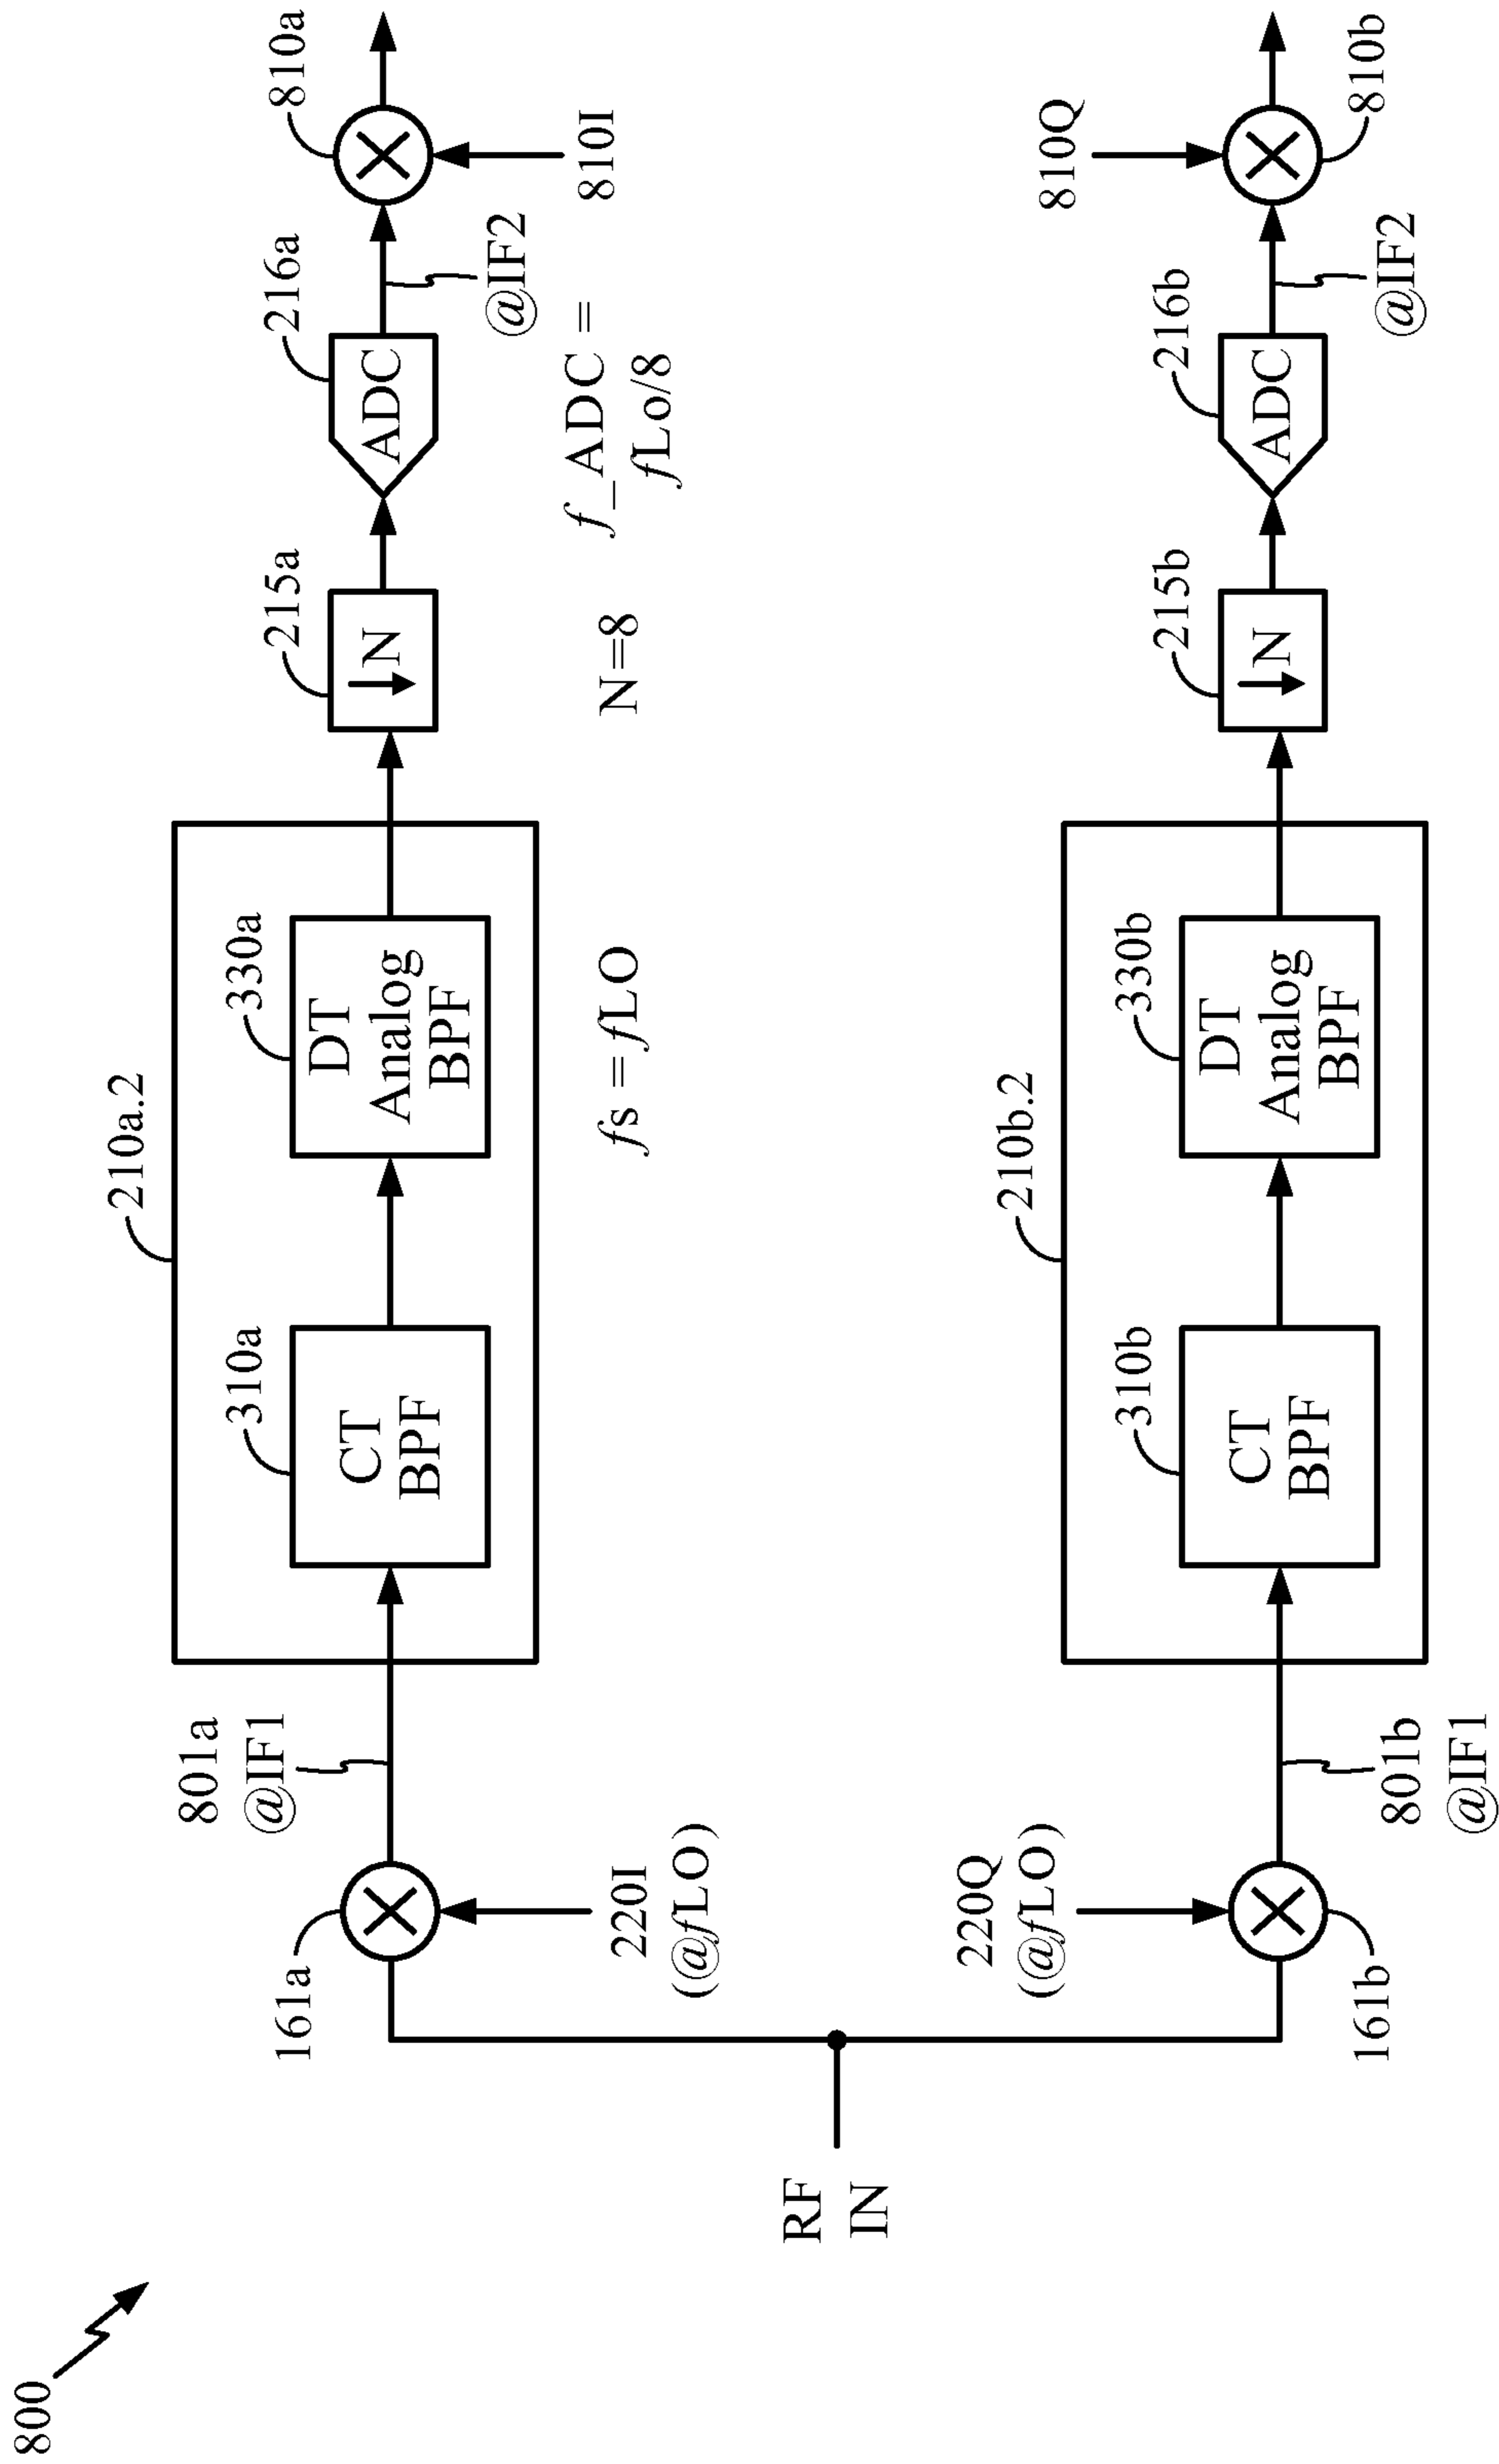 800
RF
IN
161a
220I
(@fLO)
801a
@IF1
210a.2
310a
CT
BPF
330a
DT
Analog
BPF
fs = fLO
215a
↓N
N=8
216a
ADC
f_ADC =
fLo/8
@IF2
810a
810I
161b
220Q
(@fLO)
801b
@IF1
210b.2
310b
CT
BPF
330b
DT
Analog
BPF
215b
↓N
216b
ADC
@IF2
810Q
810b